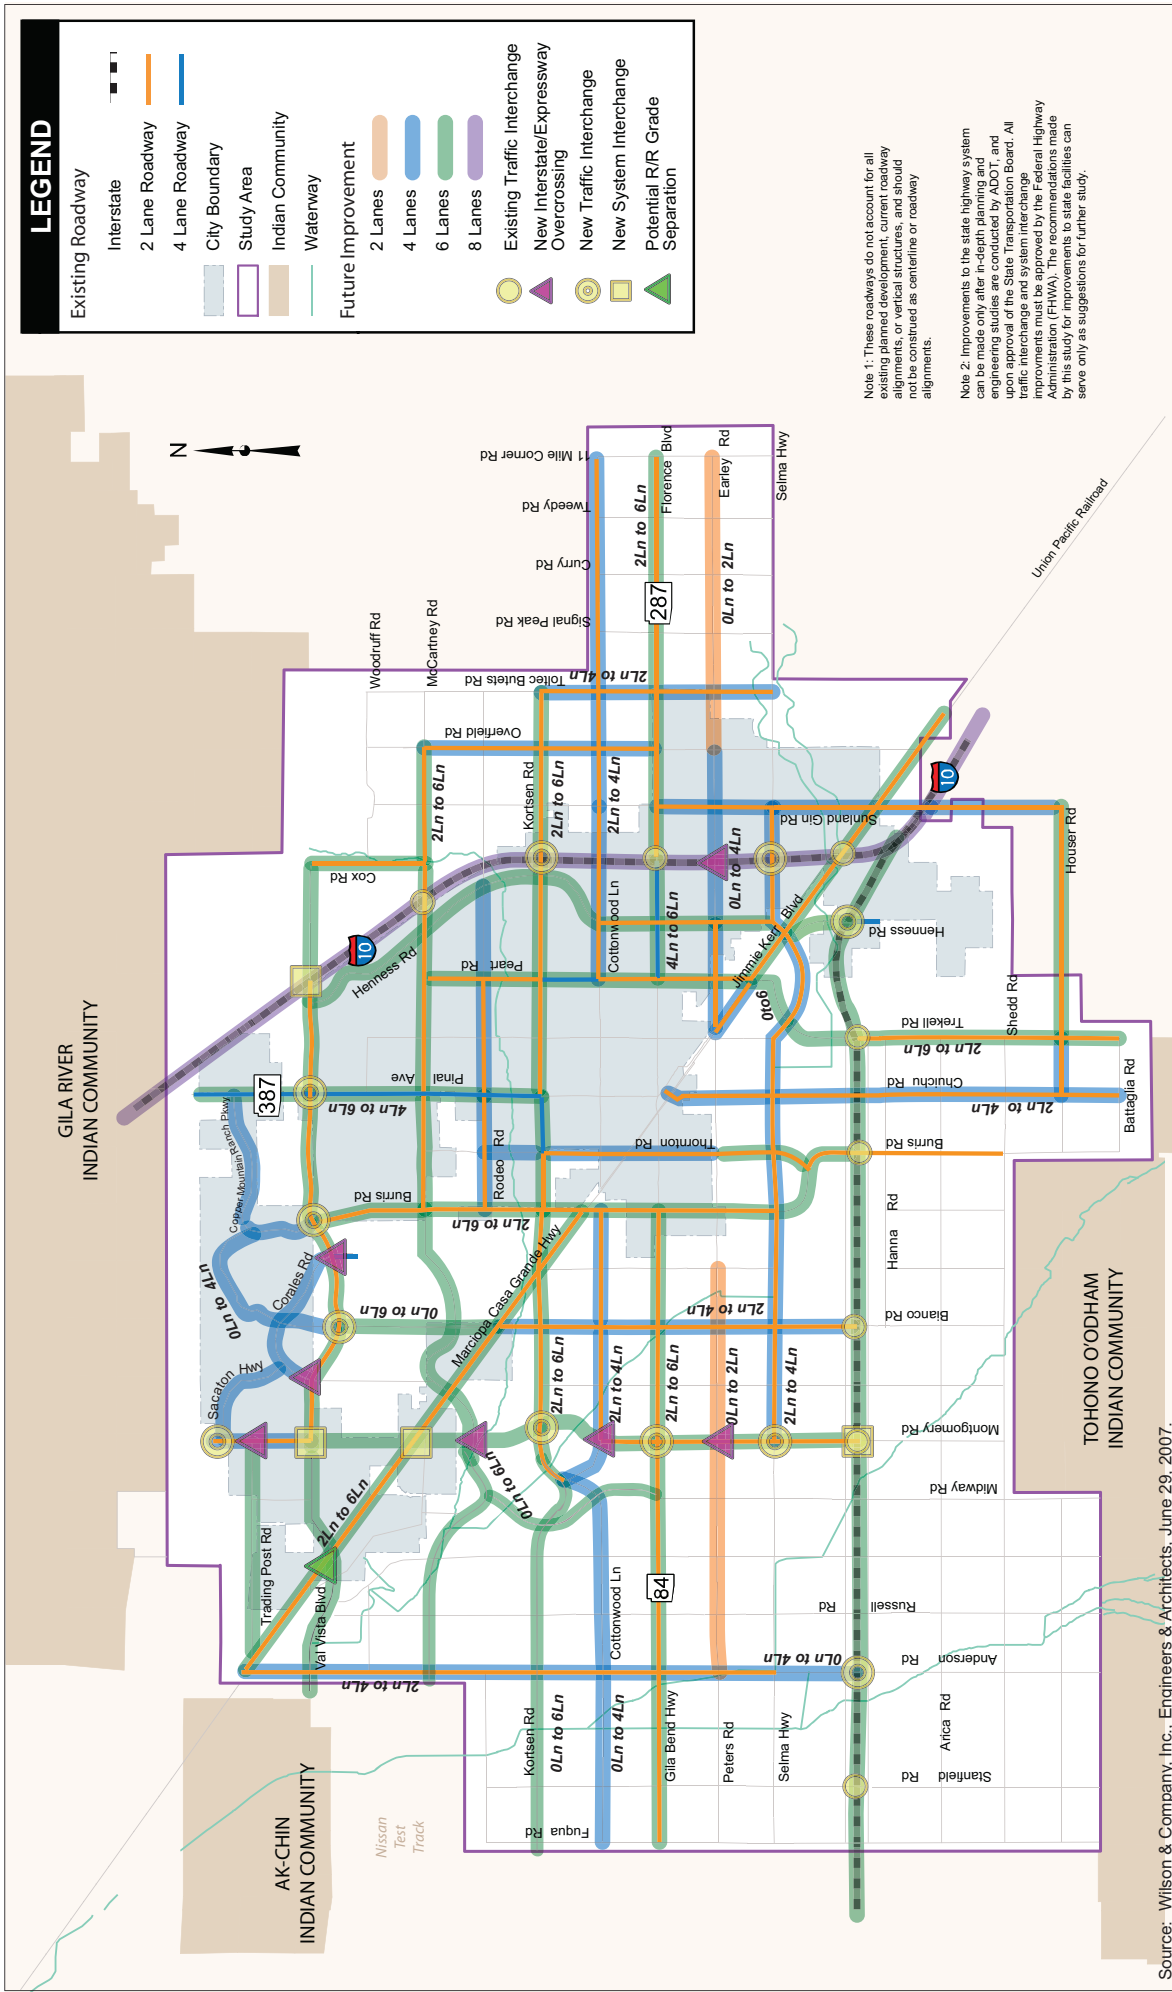 LEGEND
Existing Roadway
Interstate
2 Lane Roadway
4 Lane Roadway
City Boundary
Study Area
Indian Community
Waterway
Future Improvement
2 Lanes
4 Lanes
6 Lanes
8 Lanes
Existing Traffic Interchange
New Interstate/Expressway
Overcrossing
New Traffic Interchange
New System Interchange
Potential R/R Grade
Separation
Note 1: These roadways do not account for all
existing planned development, current roadway
alignments, or vertical structures, and should
not be construed as centerline or roadway
alignments.
Note 2: Improvements to the state highway system
can be made only after in-depth planning and
engineering studies are conducted by ADOT, and
upon approval of the State Transportation Board. All
traffic interchange and system interchange
improvments must be approved by the Federal Highway
Administration (FHWA). The recommendations made
by this study for improvements to state facilities can
serve only as suggestions for further study.
N
GILA RIVER
INDIAN COMMUNITY
AK-CHIN
INDIAN COMMUNITY
TOHONO O'ODHAM
INDIAN COMMUNITY
Nissan
Test
Track
Union Pacific Railroad
11 Mile Corner Rd
Tweedy Rd
Curry Rd
Signal Peak Rd
Toltec Butets Rd
Overfield Rd
Woodruff Rd
McCartney Rd
Florence Blvd
Earley Rd
Selma Hwy
2Ln to 6Ln
287
0Ln to 2Ln
2Ln to 4Ln
2Ln to 6Ln
Kortsen Rd
2Ln to 6Ln
2Ln to 4Ln
Sunland Gin Rd
10
Houser Rd
Cox Rd
0Ln to 4Ln
Cottonwood Ln
4Ln to 6Ln
Jimmie Kerr Blvd
Henness Rd
10
Henness Rd
Peart Rd
goto
Shedd Rd
Trekell Rd
2Ln to 6Ln
387
Pinal Ave
4Ln to 6Ln
Chuichu Rd
2Ln to 4Ln
Battaglia Rd
Copper Mountain Ranch Pkwy
Rodeo Rd
Thornton Rd
Burris Rd
Burris Rd
2Ln to 6Ln
Hanna Rd
0Ln to 4Ln
Corales Rd
0Ln to 6Ln
Marciopa Casa Grande Hwy
2Ln to 4Ln
Bianco Rd
Sacaton Hwy
2Ln to 6Ln
2Ln to 4Ln
2Ln to 6Ln
0Ln to 2Ln
2Ln to 4Ln
Montgomery Rd
0Ln to 6Ln
Midway Rd
2Ln to 6Ln
Trading Post Rd
Val Vista Blvd
Cottonwood Ln
84
Russell Rd
Anderson Rd
2Ln to 4Ln
0Ln to 4Ln
Kortsen Rd
0Ln to 6Ln
0Ln to 4Ln
Gila Bend Hwy
Peters Rd
Selma Hwy
Arica Rd
Stanfield Rd
Fuqua Rd
Source: Wilson & Company, Inc., Engineers & Architects, June 29, 2007.